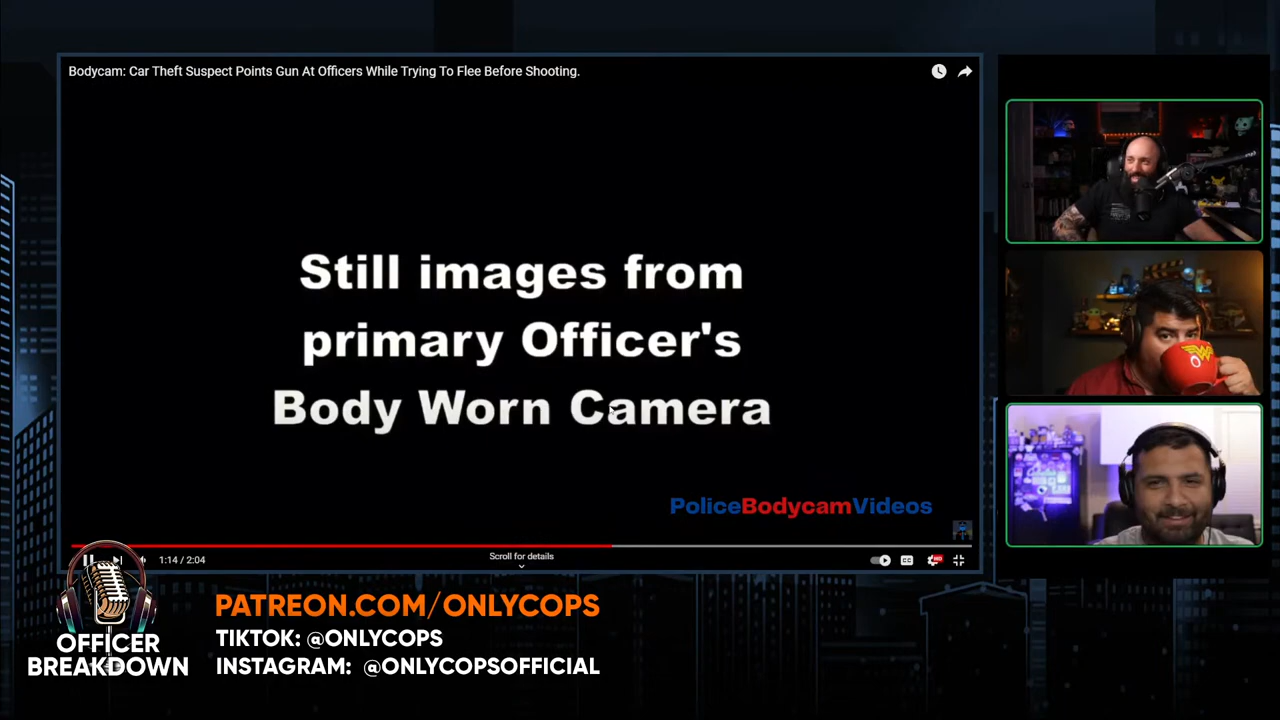 Bodycam: Car Theft Suspect Points Gun At Officers While Trying To Flee Before Shooting.
Still images from
primary Officer's
Body Worn Camera
PoliceBodycamVideos
Scroll for details
1:14 / 2:04
CC
HD
OFFICER
BREAKDOWN
PATREON.COM/ONLYCOPS
TIKTOK: @ONLYCOPS
INSTAGRAM: @ONLYCOPSOFFICIAL